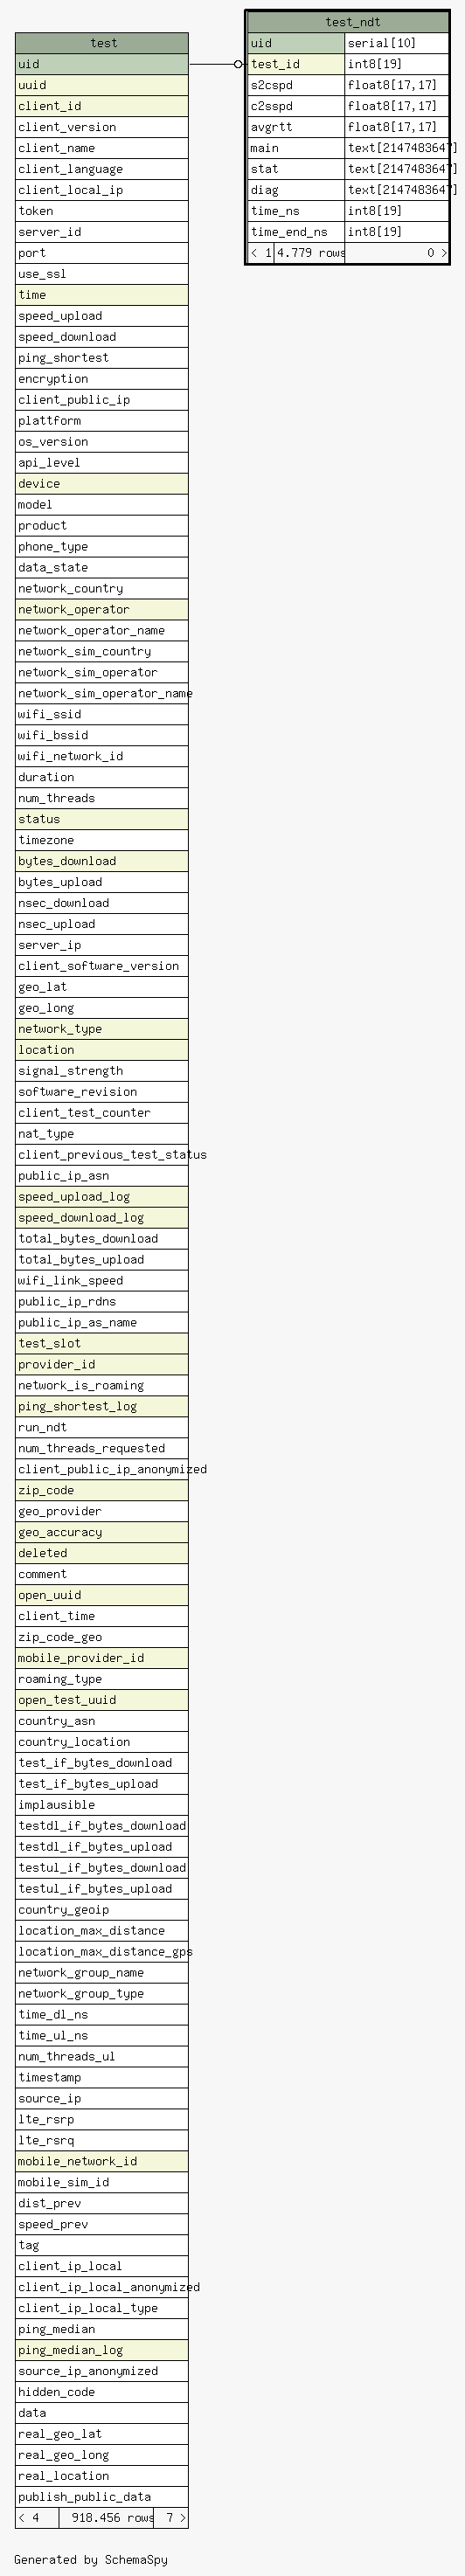 test
uid
uuid
client_id
client_version
client_name
client_language
client_local_ip
token
server_id
port
use_ssl
time
speed_upload
speed_download
ping_shortest
encryption
client_public_ip
plattform
os_version
api_level
device
model
product
phone_type
data_state
network_country
network_operator
network_operator_name
network_sim_country
network_sim_operator
network_sim_operator_name
wifi_ssid
wifi_bssid
wifi_network_id
duration
num_threads
status
timezone
bytes_download
bytes_upload
nsec_download
nsec_upload
server_ip
client_software_version
geo_lat
geo_long
network_type
location
signal_strength
software_revision
client_test_counter
nat_type
client_previous_test_status
public_ip_asn
speed_upload_log
speed_download_log
total_bytes_download
total_bytes_upload
wifi_link_speed
public_ip_rdns
public_ip_as_name
test_slot
provider_id
network_is_roaming
ping_shortest_log
run_ndt
num_threads_requested
client_public_ip_anonymized
zip_code
geo_provider
geo_accuracy
deleted
comment
open_uuid
client_time
zip_code_geo
mobile_provider_id
roaming_type
open_test_uuid
country_asn
country_location
test_if_bytes_download
test_if_bytes_upload
implausible
testdl_if_bytes_download
testdl_if_bytes_upload
testul_if_bytes_download
testul_if_bytes_upload
country_geoip
location_max_distance
location_max_distance_gps
network_group_name
network_group_type
time_dl_ns
time_ul_ns
num_threads_ul
timestamp
source_ip
lte_rsrp
lte_rsrq
mobile_network_id
mobile_sim_id
dist_prev
speed_prev
tag
client_ip_local
client_ip_local_anonymized
client_ip_local_type
ping_median
ping_median_log
source_ip_anonymized
hidden_code
data
real_geo_lat
real_geo_long
real_location
publish_public_data
< 4 918.456 rows 7 >
test_ndt
uid serial[10]
test_id int8[19]
s2cspd float8[17,17]
c2sspd float8[17,17]
avgrtt float8[17,17]
main text[2147483647]
stat text[2147483647]
diag text[2147483647]
time_ns int8[19]
time_end_ns int8[19]
< 1 4.779 rows 0 >
Generated by SchemaSpy